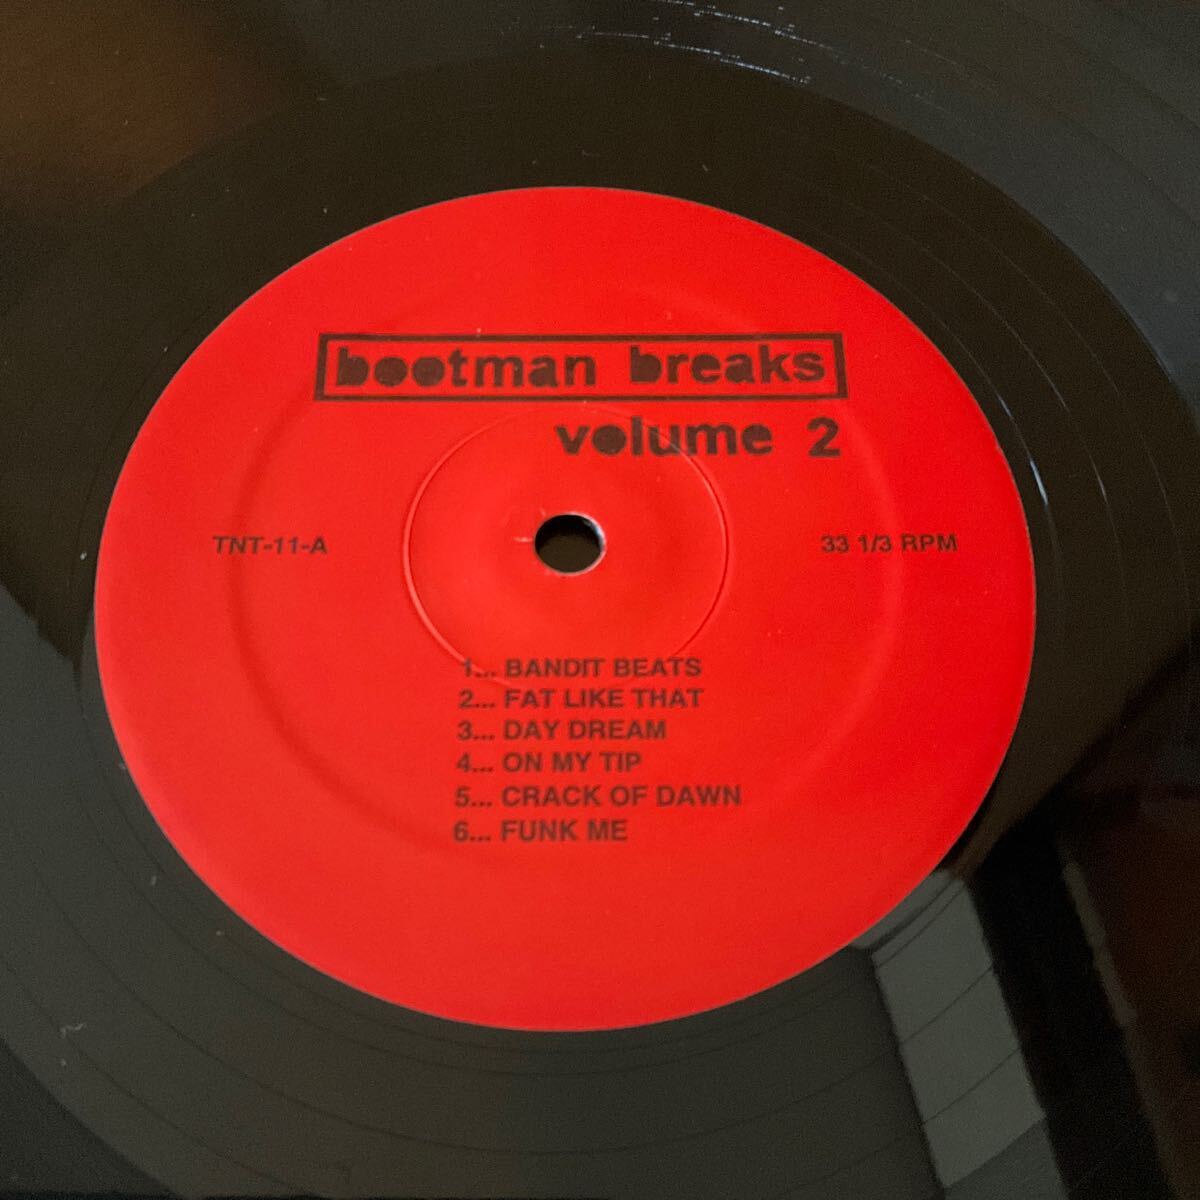 bootman breaks
volume 2
TNT-11-A
33 1/3 RPM
1... BANDIT BEATS
2... FAT LIKE THAT
3... DAY DREAM
4... ON MY TIP
5... CRACK OF DAWN
6... FUNK ME